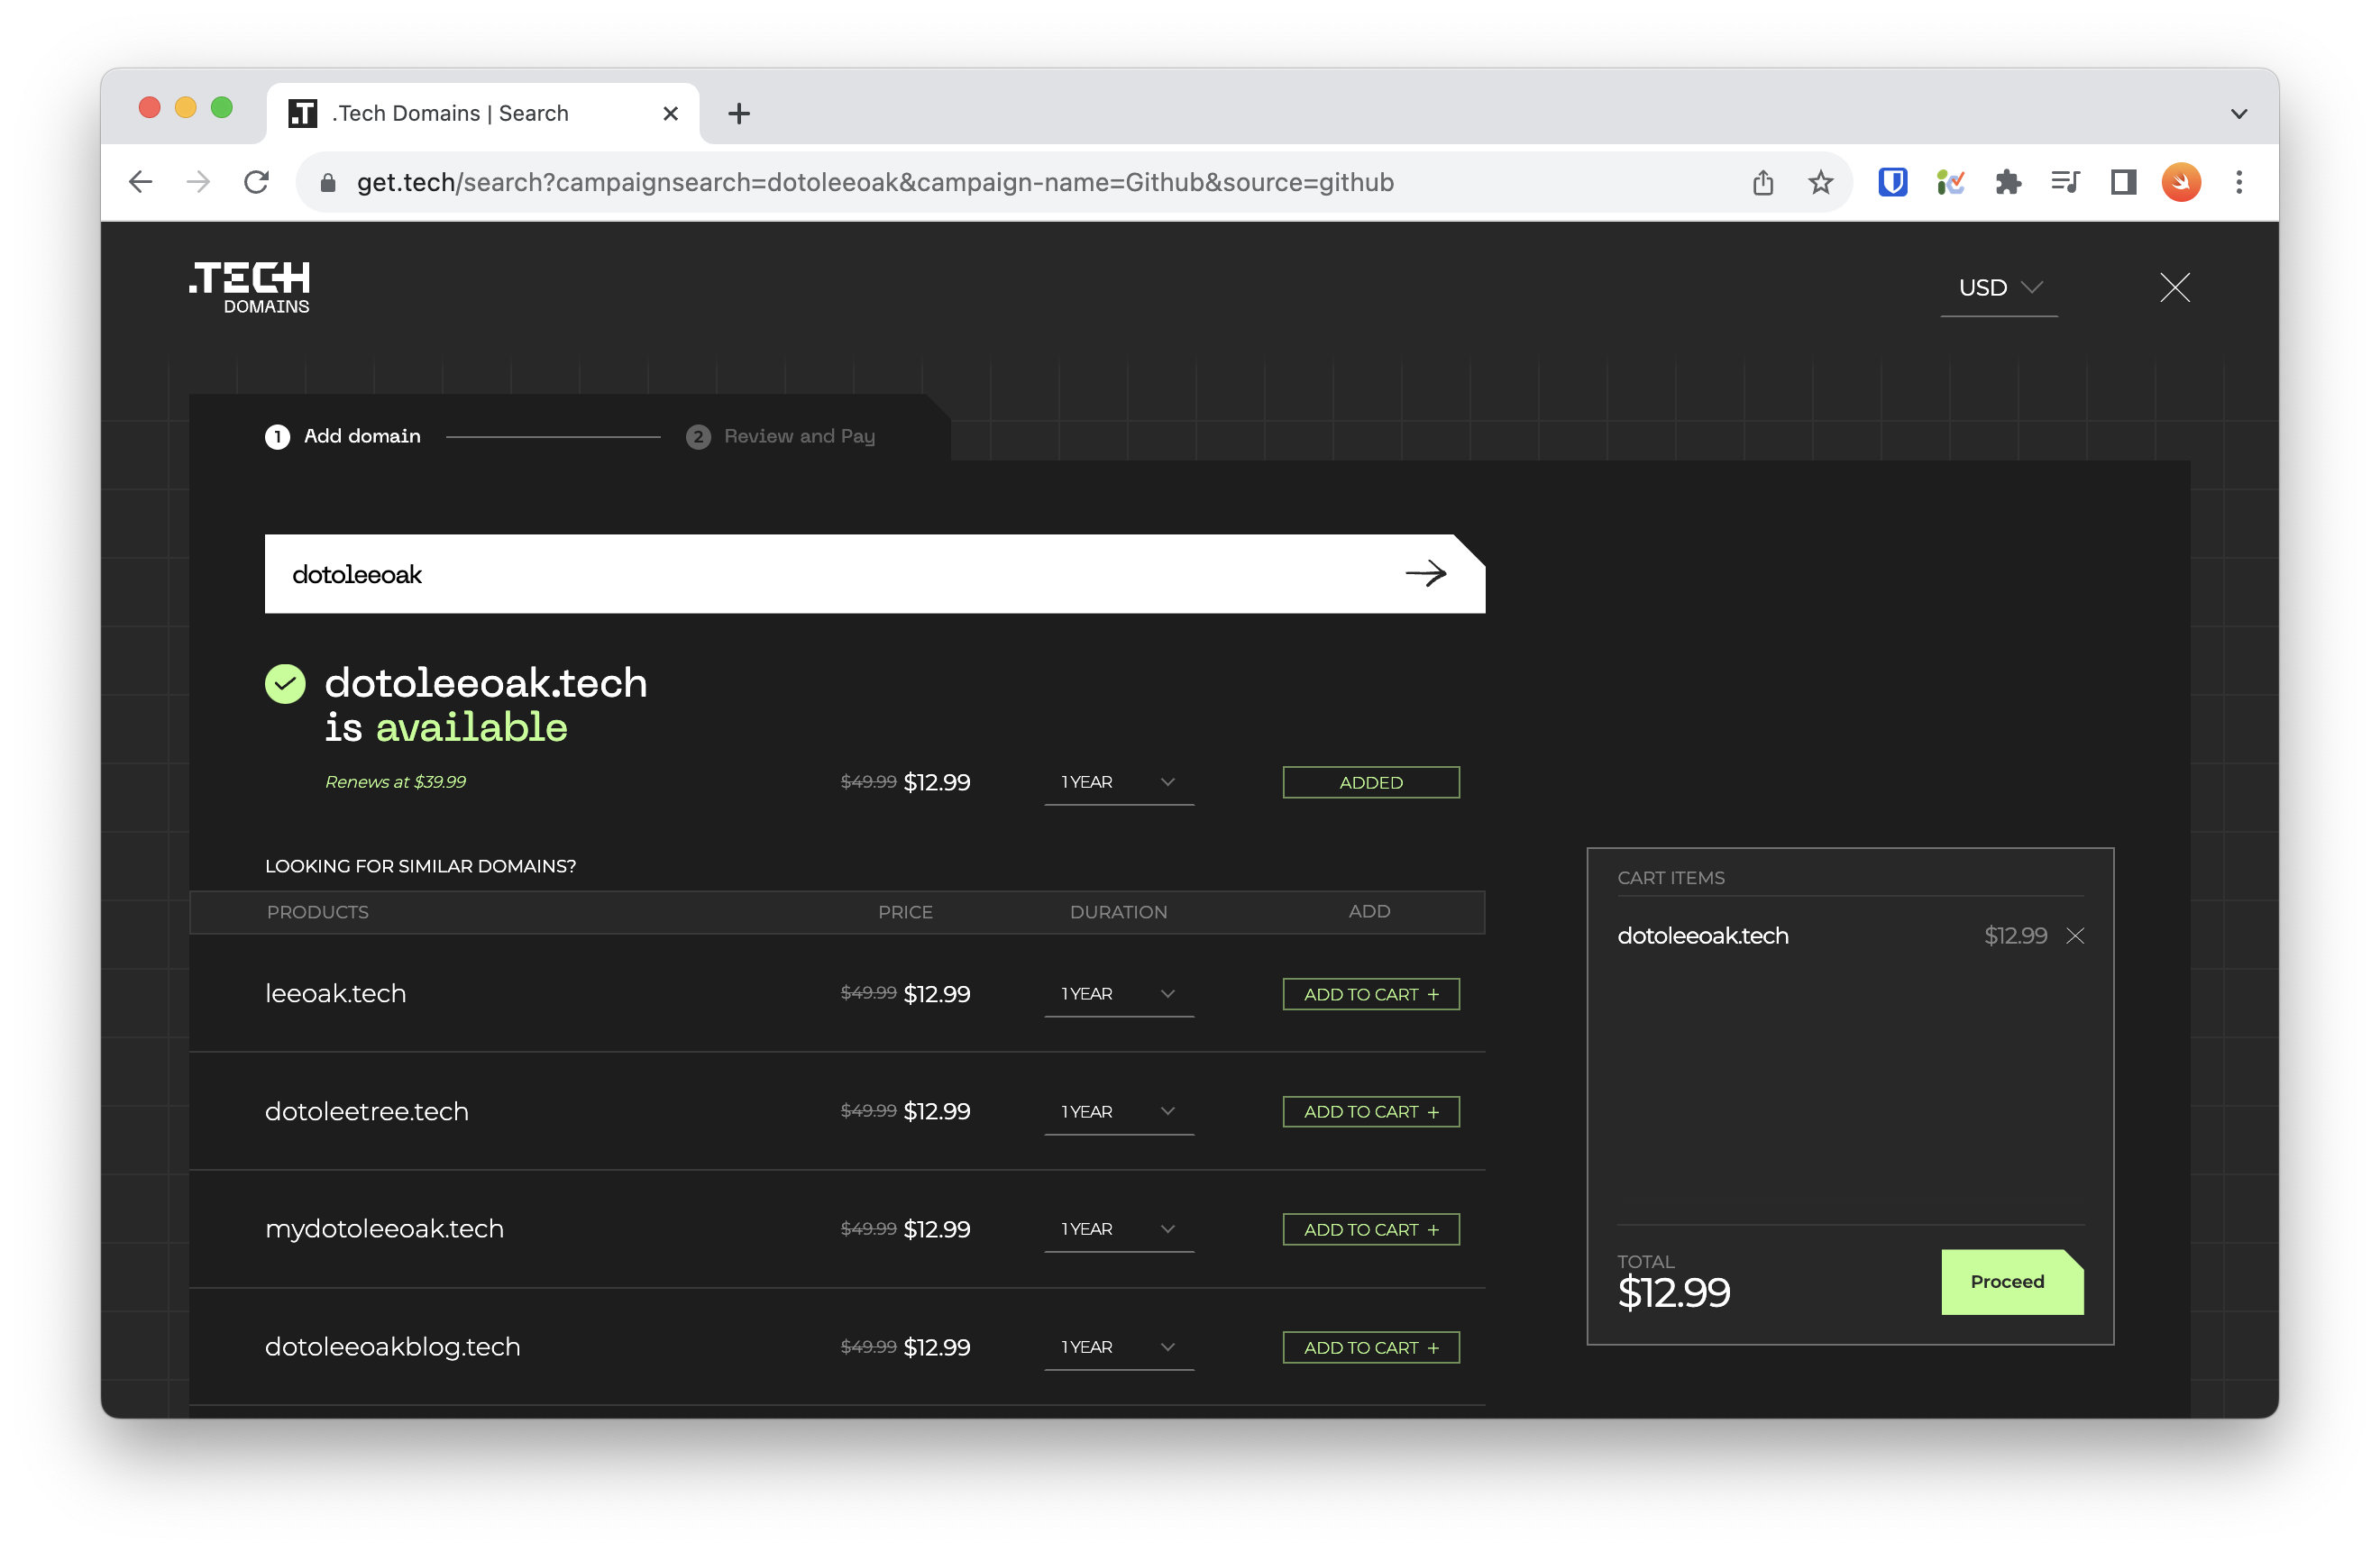 .Tech Domains | Search
get.tech/search?campaignsearch=dotoleeoak&campaign-name=Github&source=github
.TECH
DOMAINS
USD
1 Add domain
2 Review and Pay
dotoleeoak
dotoleeoak.tech
is available
Renews at $39.99 $49.99 $12.99 1 YEAR ADDED
LOOKING FOR SIMILAR DOMAINS?
PRODUCTS PRICE DURATION ADD
leeoak.tech $49.99 $12.99 1 YEAR ADD TO CART +
dotoleetree.tech $49.99 $12.99 1 YEAR ADD TO CART +
mydotoleeoak.tech $49.99 $12.99 1 YEAR ADD TO CART +
dotoleeoakblog.tech $49.99 $12.99 1 YEAR ADD TO CART +
CART ITEMS
dotoleeoak.tech $12.99
TOTAL
$12.99
Proceed